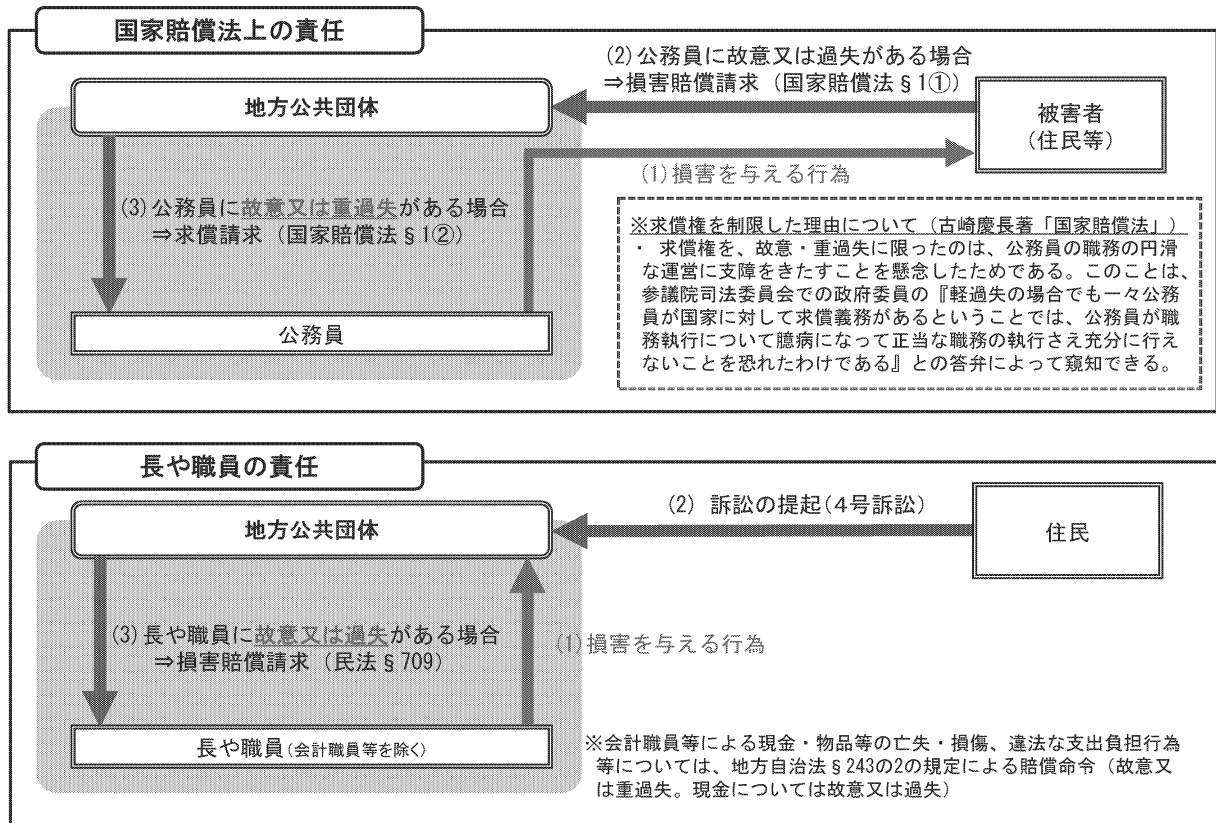 国家賠償法上の責任
(2)公務員に故意又は過失がある場合
⇒損害賠償請求（国家賠償法§1①）
地方公共団体
被害者
（住民等）
(1)損害を与える行為
(3)公務員に故意又は重過失がある場合
⇒求償請求（国家賠償法§1②）
公務員
※求償権を制限した理由について（古崎慶長著「国家賠償法」）
・ 求償権を、故意・重過失に限ったのは、公務員の職務の円滑
な運営に支障をきたすことを懸念したためである。このことは、
参議院司法委員会での政府委員の『軽過失の場合でも一々公務
員が国家に対して求償義務があるということでは、公務員が職
務執行について臆病になって正当な職務の執行さえ充分に行え
ないことを恐れたわけである』との答弁によって窺知できる。
長や職員の責任
地方公共団体
(2) 訴訟の提起(４号訴訟)
住民
(3)長や職員に故意又は過失がある場合
⇒損害賠償請求（民法§709）
(1)損害を与える行為
長や職員(会計職員等を除く)
※会計職員等による現金・物品等の亡失・損傷、違法な支出負担行為
等については、地方自治法§243の2の規定による賠償命令（故意又
は重過失。現金については故意又は過失）